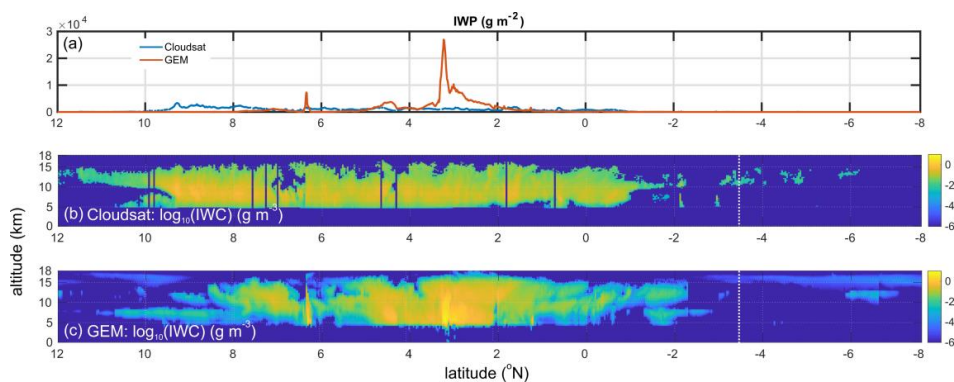 IWP (g m⁻²)
×10⁴
(a)
Cloudsat
GEM
3
2
1
0
12 10 8 6 4 2 0 -2 -4 -6 -8
altitude (km)
18
15
10
5
0
(b) Cloudsat: log₁₀(IWC) (g m⁻³)
0
-2
-4
-6
12 10 8 6 4 2 0 -2 -4 -6 -8
18
15
10
5
0
(c) GEM: log₁₀(IWC) (g m⁻³)
0
-2
-4
-6
12 10 8 6 4 2 0 -2 -4 -6 -8
latitude (°N)